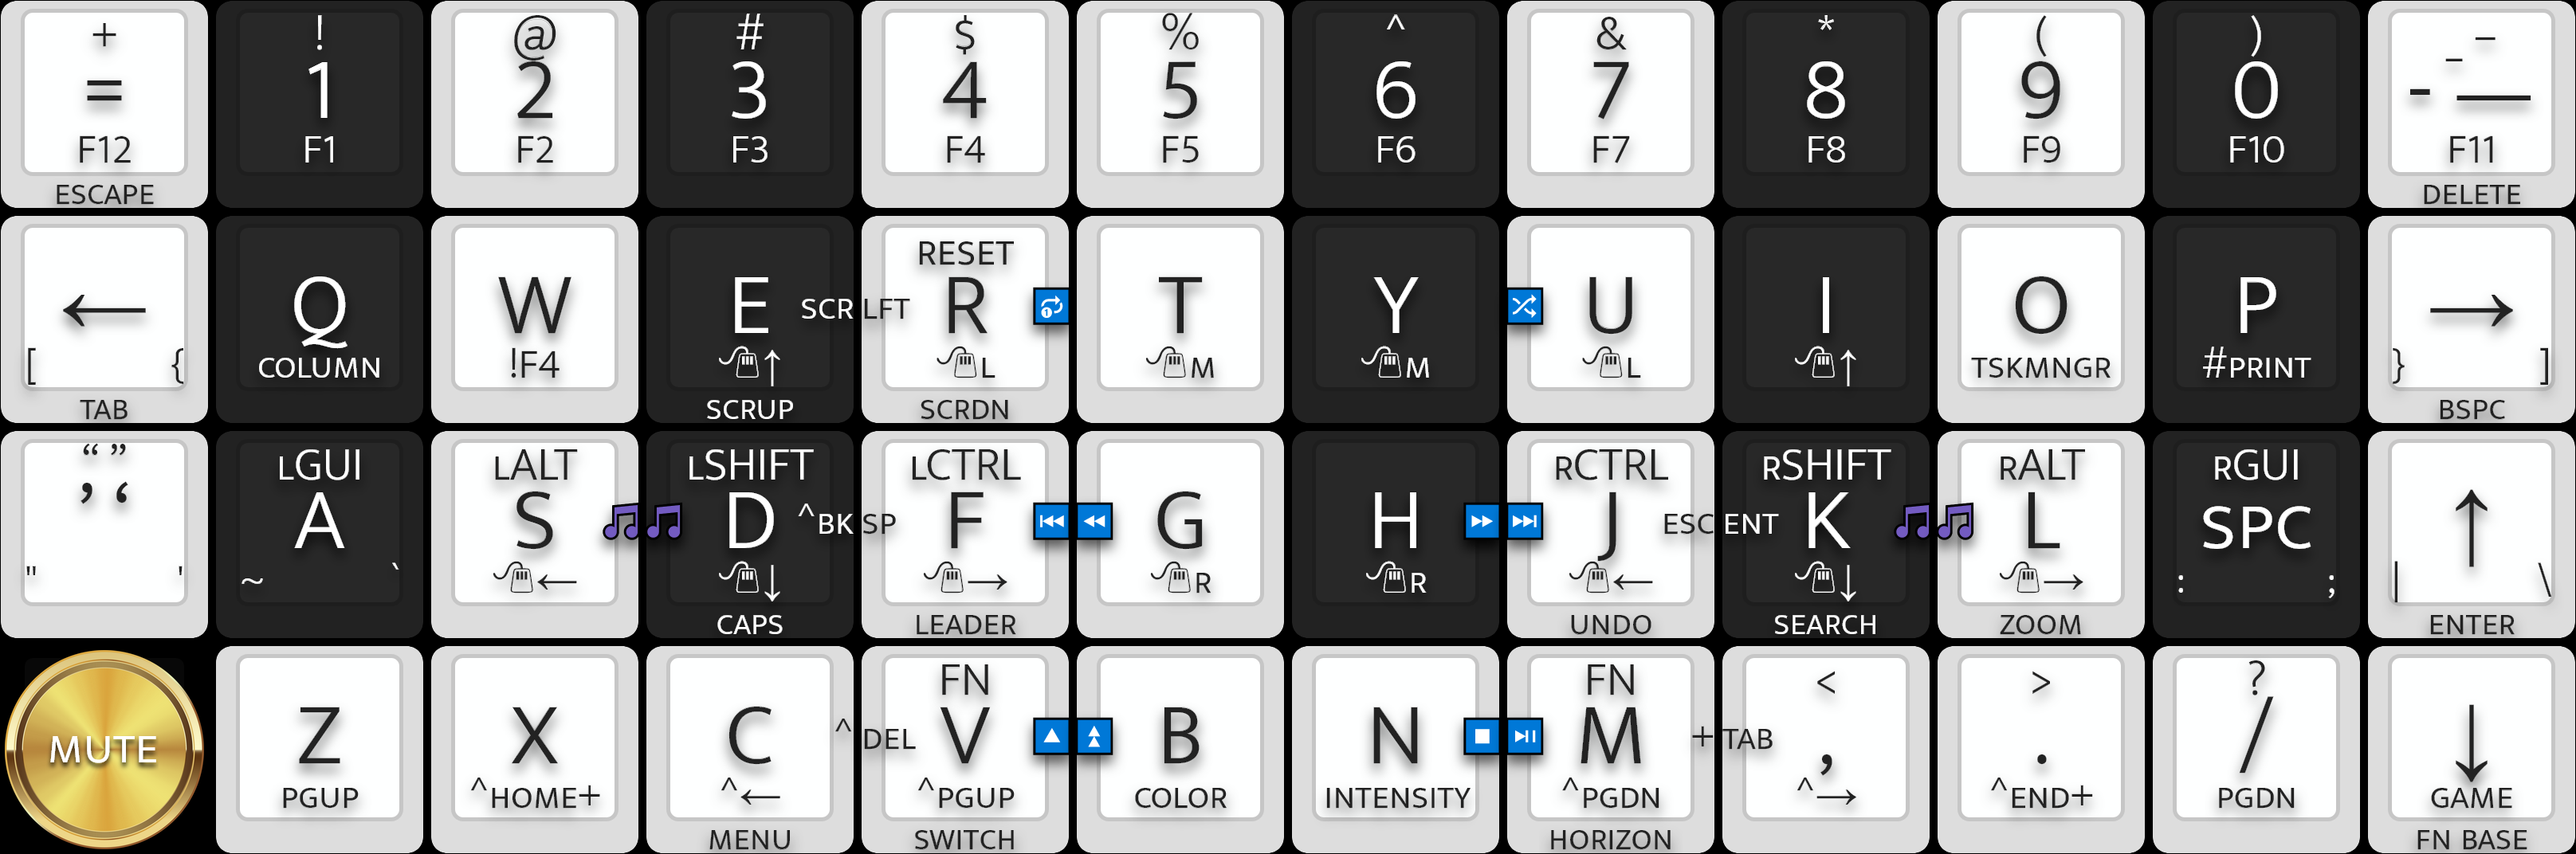 + ! @ # $ % ^ & * ( ) – _
= 1 2 3 4 5 6 7 8 9 0 - —
F12 F1 F2 F3 F4 F5 F6 F7 F8 F9 F10 F11
ESCAPE DELETE
RESET
← Q W E SCR LFT R T Y U I O P →
[ { COLUMN !F4 ↑ L M M L ↑ TSKMNGR #PRINT } ]
TAB SCRUP SCRDN BSPC
“ ” LGUI LALT LSHIFT LCTRL RCTRL RSHIFT RALT RGUI
’ ‘ A S D ^BK SP F G H J ESC ENT K L SPC ↑
" ' ~ ` ← ↓ → R R ← ↓ → : ; | \
CAPS LEADER UNDO SEARCH ZOOM ENTER
FN FN < > ?
MUTE Z X C ^ DEL V B N M + TAB , . / ↓
PGUP ^HOME+ ^← ^PGUP COLOR INTENSITY ^PGDN ^→ ^END+ PGDN GAME
MENU SWITCH HORIZON FN BASE